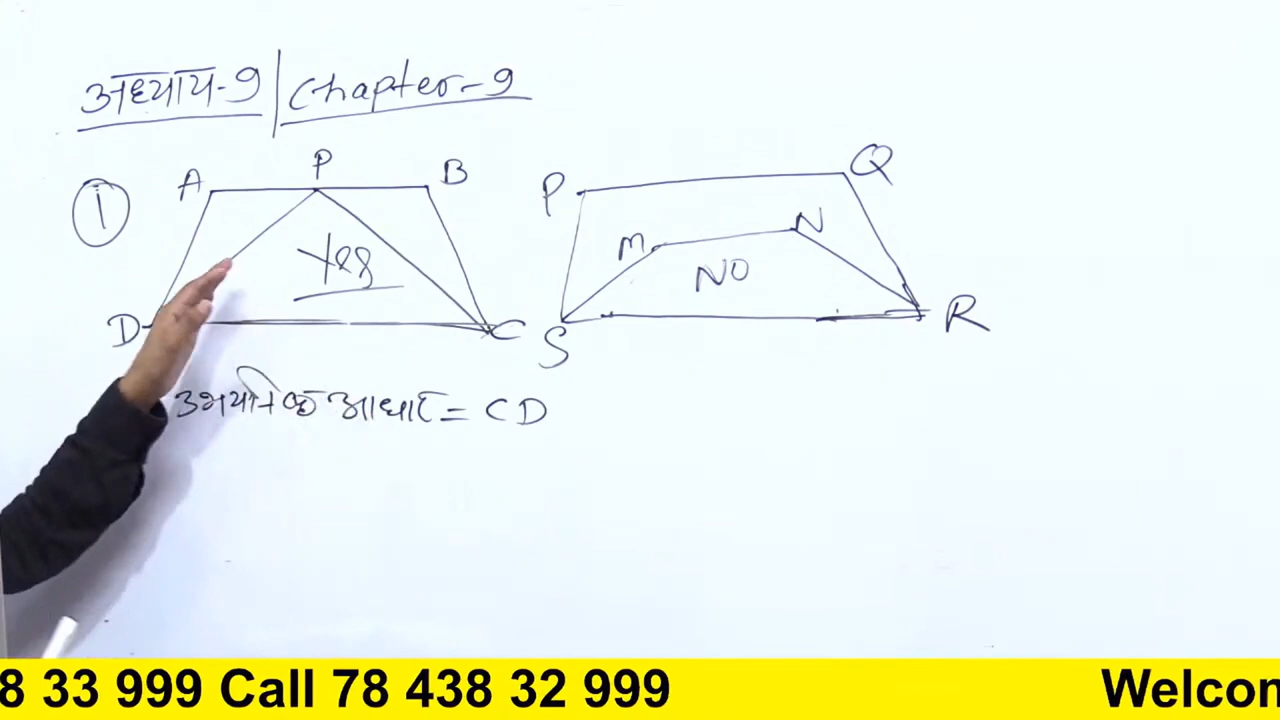 अध्याय-9 | Chapter-9
1
A P B
P Q
M N
Yes
NO
D C
S R
उभयनिष्ठ आधार = CD
8 33 999 Call 78 438 32 999
Welcon